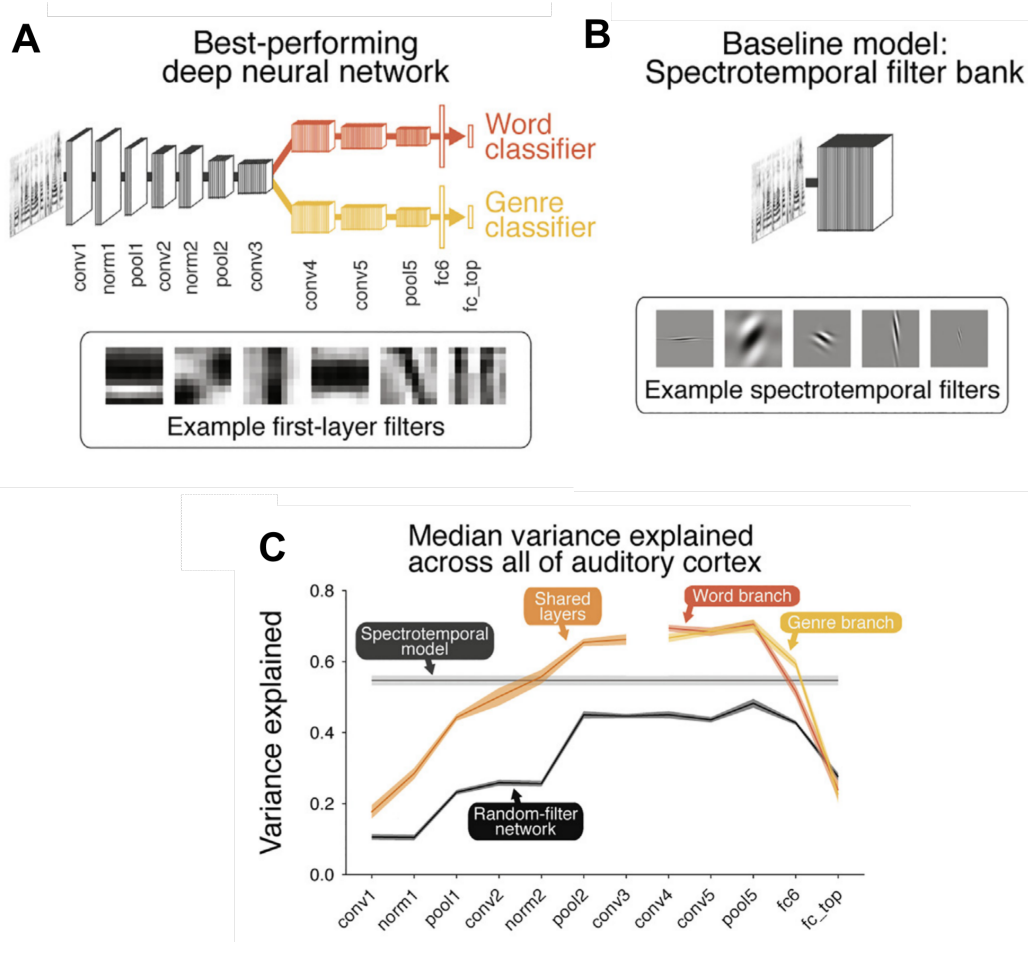 A
Best-performing
deep neural network
Word
classifier
Genre
classifier
conv1
norm1
pool1
conv2
norm2
pool2
conv3
conv4
conv5
pool5
fc6
fc_top
Example first-layer filters
B
Baseline model:
Spectrotemporal filter bank
Example spectrotemporal filters
C
Median variance explained
across all of auditory cortex
Variance explained
0.8
0.6
0.4
0.2
0.0
Spectrotemporal
model
Shared
layers
Word branch
Genre branch
Random-filter
network
conv1
norm1
pool1
conv2
norm2
pool2
conv3
conv4
conv5
pool5
fc6
fc_top